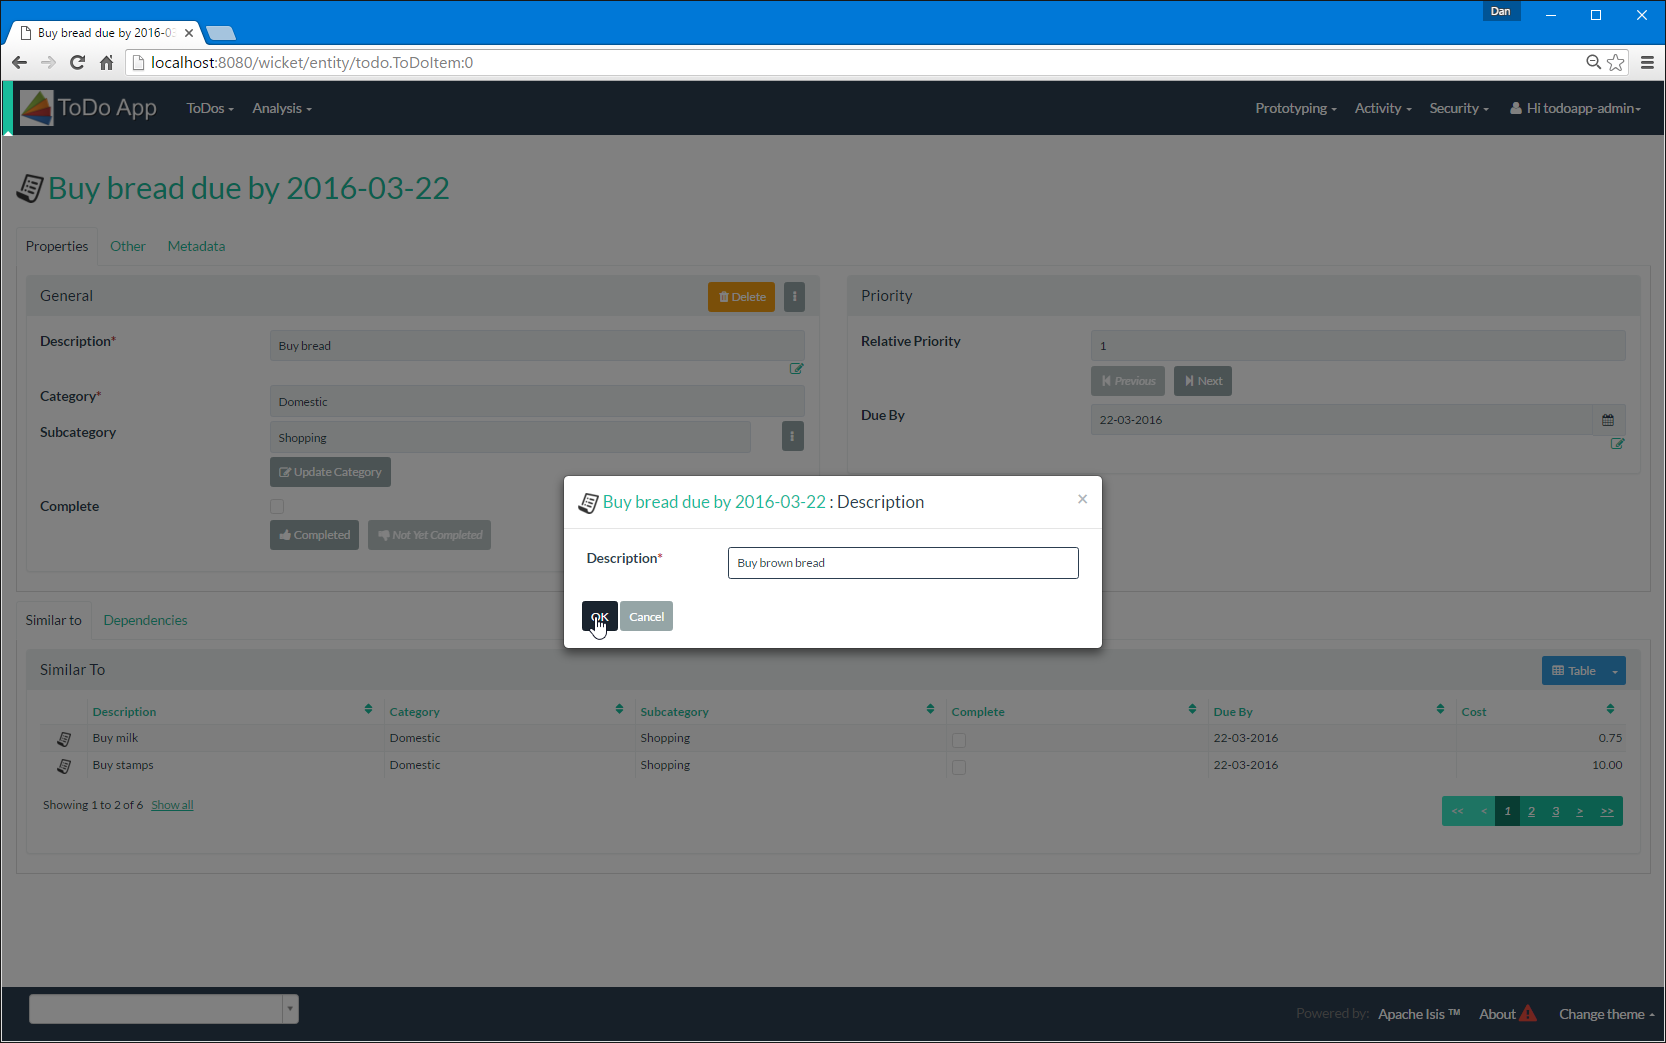 Dan
Buy bread due by 2016-03
localhost:8080/wicket/entity/todo.ToDoItem:0
ToDo App
ToDos
Analysis
Prototyping
Activity
Security
Hi todoapp-admin
Buy bread due by 2016-03-22
Properties
Other
Metadata
General
Delete
Description*
Buy bread
Category*
Domestic
Subcategory
Shopping
Update Category
Complete
Completed
Not Yet Completed
Priority
Relative Priority
1
Previous
Next
Due By
22-03-2016
Buy bread due by 2016-03-22 : Description
×
Description*
Buy brown bread
OK
Cancel
Similar to
Dependencies
Similar To
Table
Description Category Subcategory Complete Due By Cost
Buy milk Domestic Shopping 22-03-2016 0.75
Buy stamps Domestic Shopping 22-03-2016 10.00
Showing 1 to 2 of 6 Show all
<< < 1 2 3 > >>
Powered by: Apache Isis ™ About Change theme